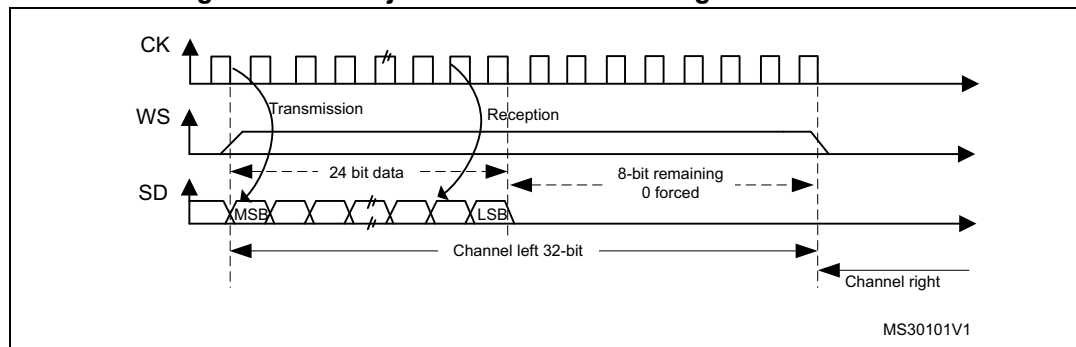 CK
Transmission
Reception
WS
24 bit data
8-bit remaining
0 forced
SD
MSB
LSB
Channel left 32-bit
Channel right
MS30101V1